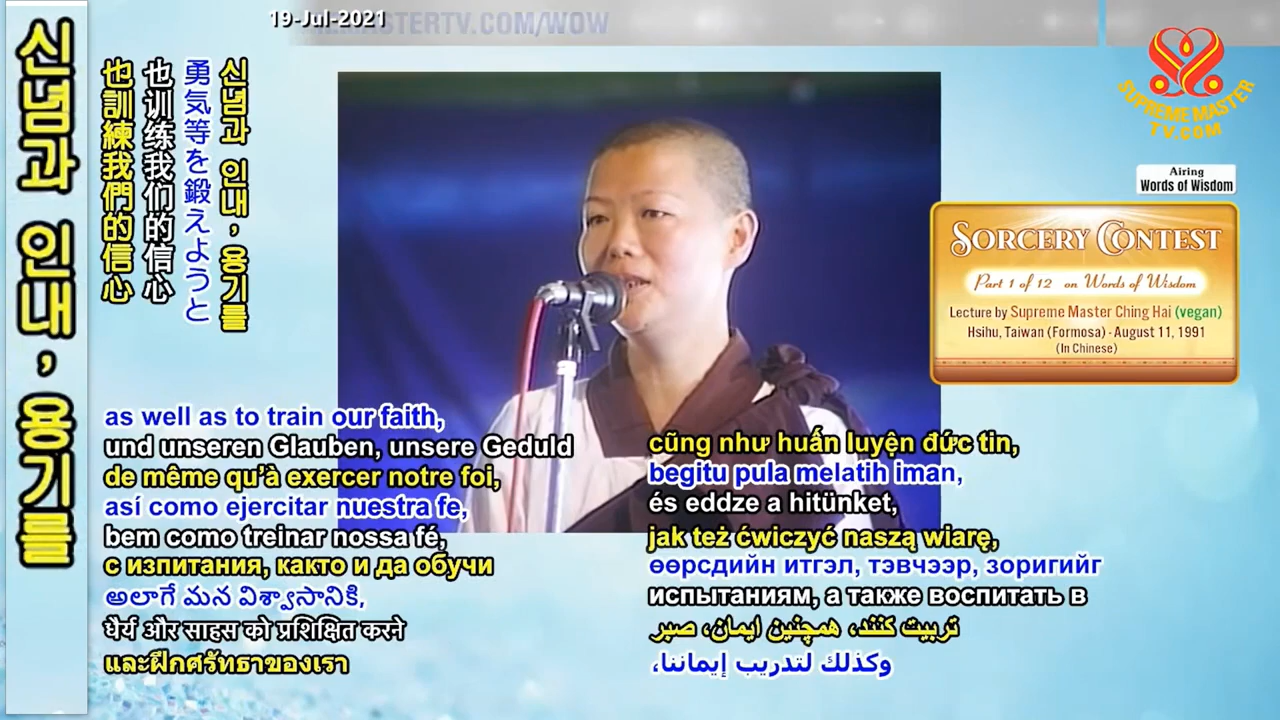 19-Jul-2021
MASTERTV.COM/WOW
SUPREME MASTER
TV.COM
신념과 인내, 용기를
也訓練我們的信心
也训练我们的信心
勇気等を鍛えようと
신념과 인내, 용기를
Airing
Words of Wisdom
SORCERY CONTEST
Part 1 of 12 on Words of Wisdom
Lecture by Supreme Master Ching Hai (vegan)
Hsihu, Taiwan (Formosa) - August 11, 1991
(In Chinese)
as well as to train our faith,
und unseren Glauben, unsere Geduld
de même qu’à exercer notre foi,
así como ejercitar nuestra fe,
bem como treinar nossa fé,
с изпитания, както и да обучи
అలాగే మన విశ్వాసానికి,
धैर्य और साहस को प्रशिक्षित करने
และฝึกศรัทธาของเรา
cũng như huấn luyện đức tin,
begitu pula melatih iman,
és eddze a hitünket,
jak też ćwiczyć naszą wiarę,
өөрсдийн итгэл, тэвчээр, зоригийг
испытаниям, а также воспитать в
تربیت کنند، همچنین ایمان، صبر
وكذلك لتدريب إيماننا،